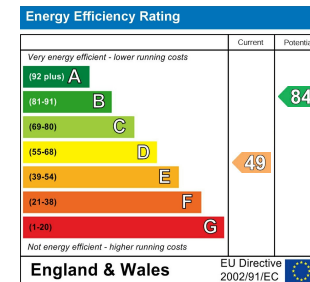 Energy Efficiency Rating
Current Potentia
Very energy efficient - lower running costs
(92 plus) A
(81-91) B
84
(69-80) C
(55-68) D
49
(39-54) E
(21-38) F
(1-20) G
Not energy efficient - higher running costs
England & Wales
EU Directive
2002/91/EC